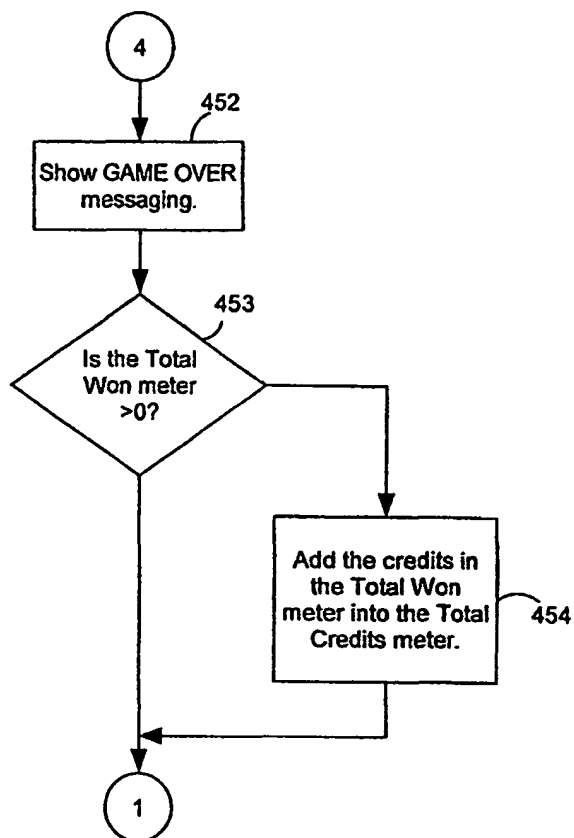 4
452
Show GAME OVER
messaging.
453
Is the Total
Won meter
>0?
Add the credits in
the Total Won
meter into the Total
Credits meter.
454
1